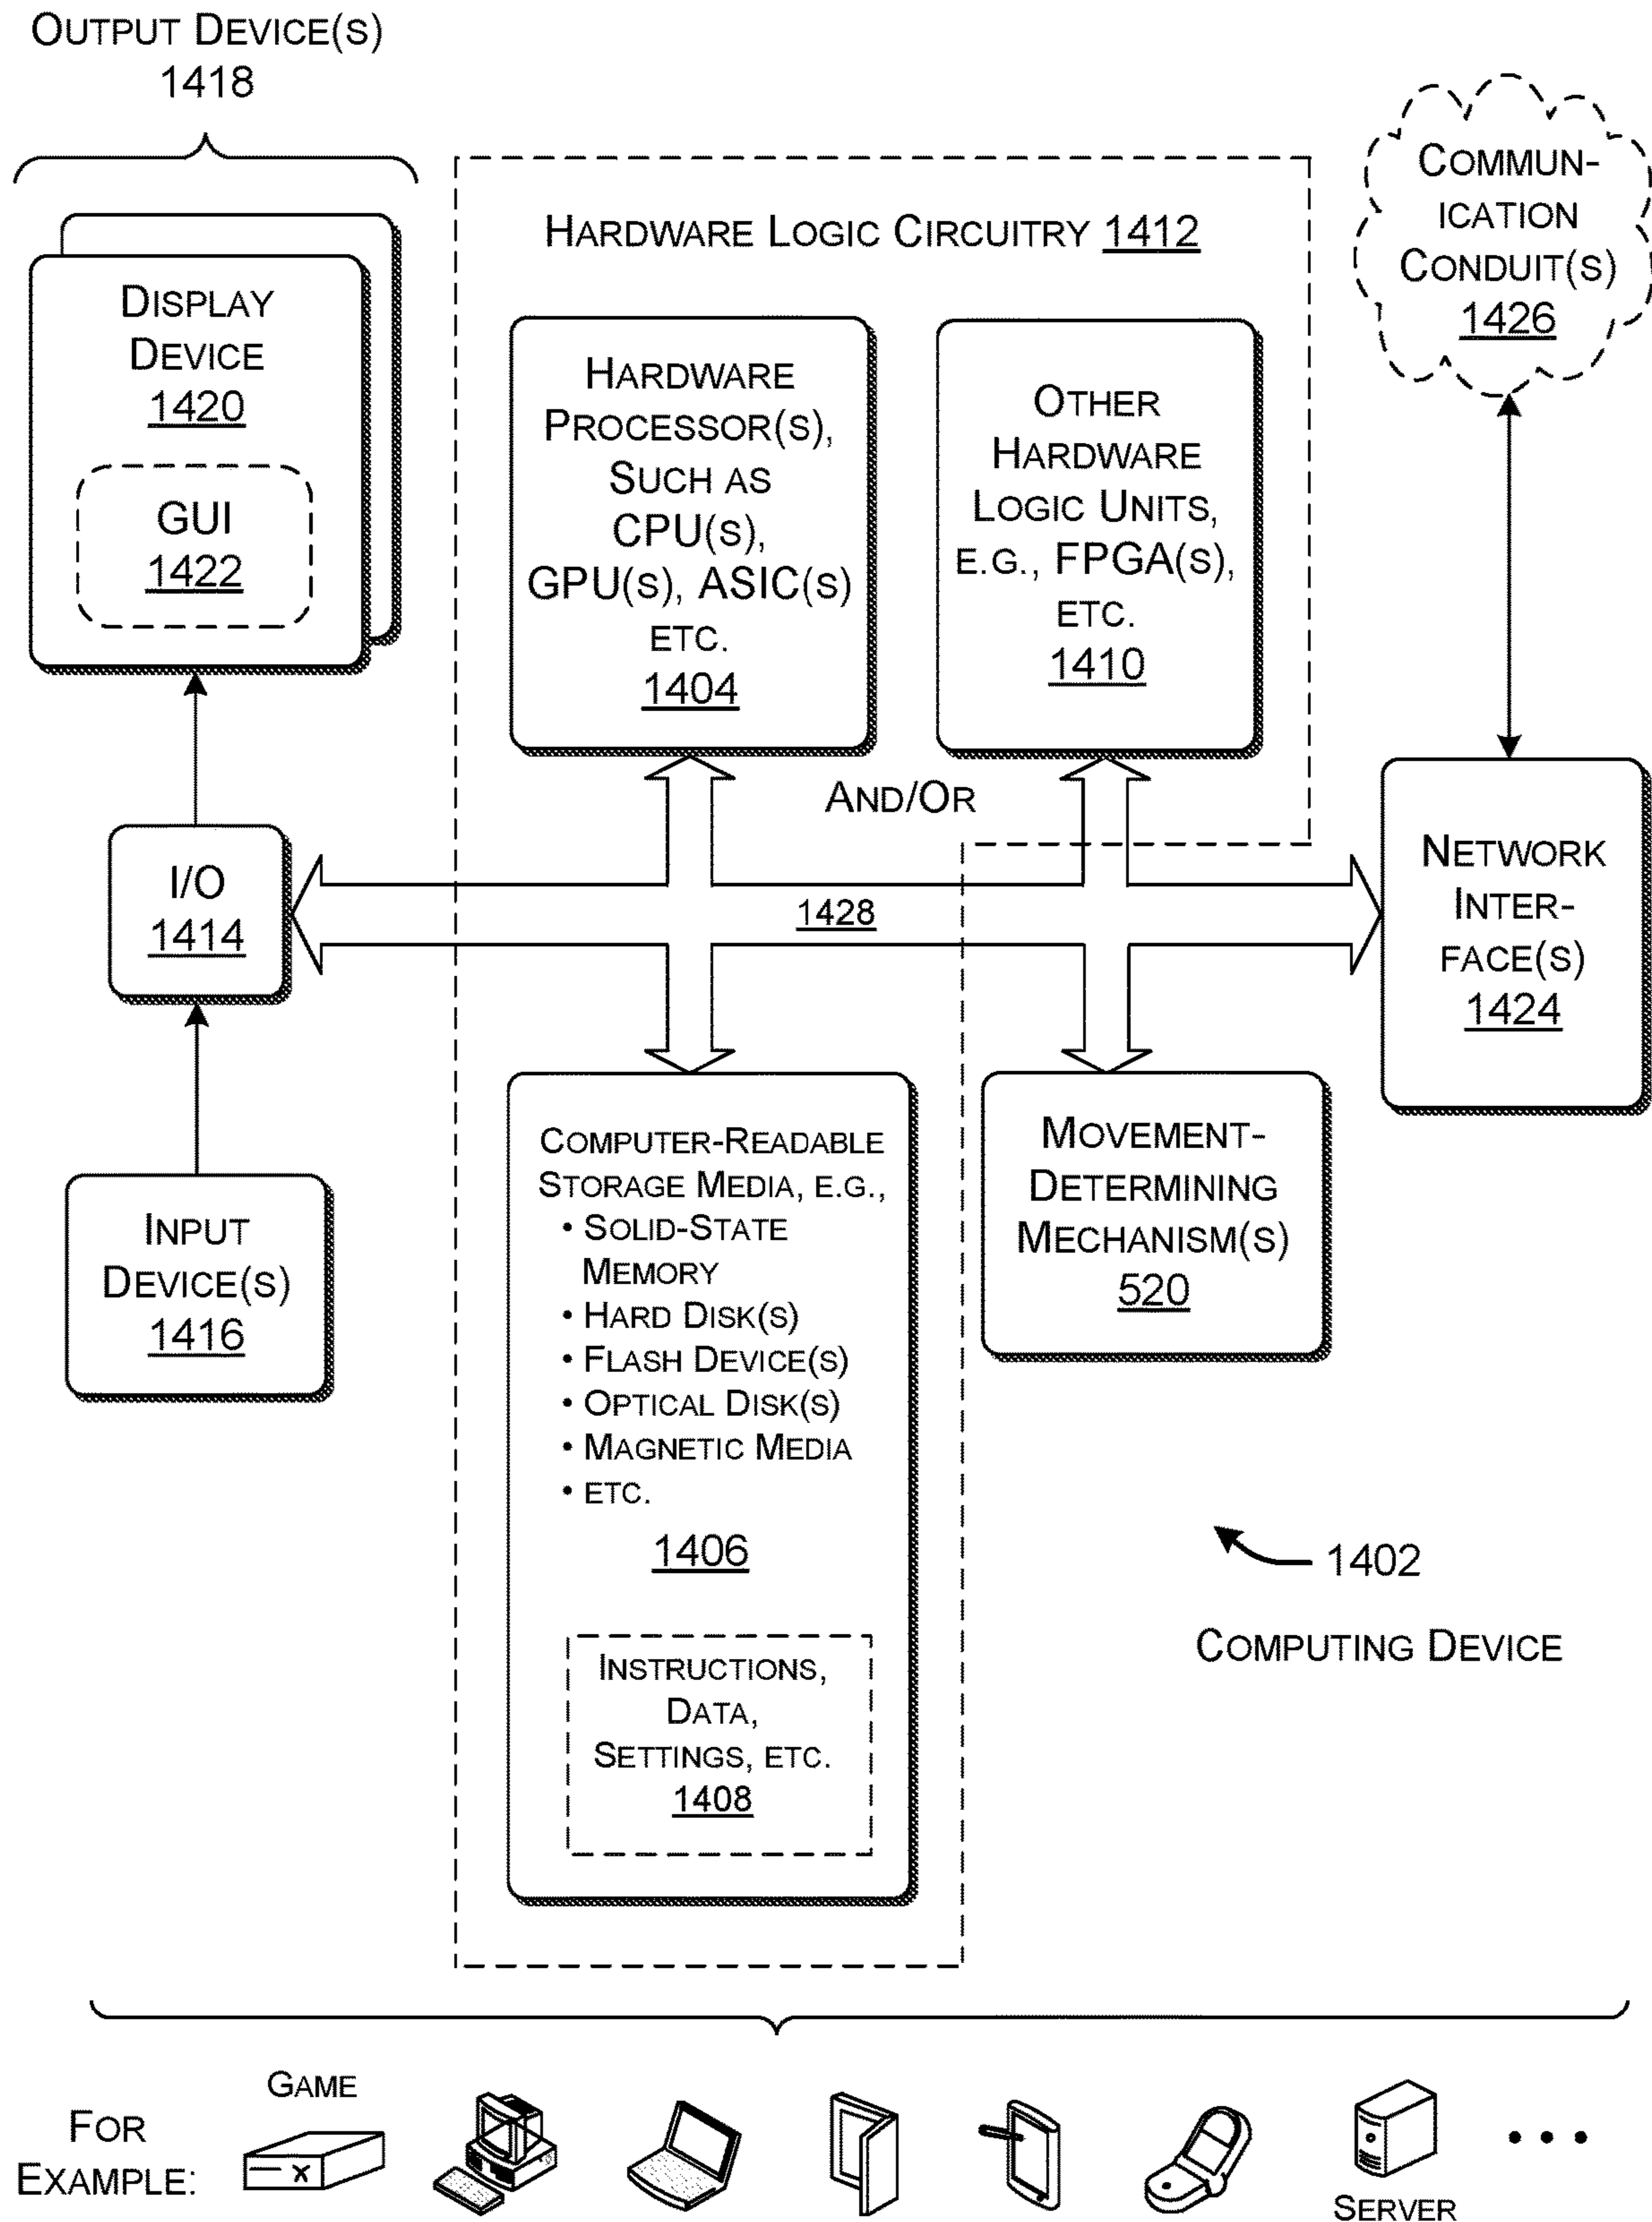 OUTPUT DEVICE(S)
1418
DISPLAY
DEVICE
1420
GUI
1422
HARDWARE LOGIC CIRCUITRY 1412
HARDWARE
PROCESSOR(S),
SUCH AS
CPU(S),
GPU(S), ASIC(S)
ETC.
1404
OTHER
HARDWARE
LOGIC UNITS,
E.G., FPGA(S),
ETC.
1410
COMMUN-
ICATION
CONDUIT(S)
1426
AND/OR
I/O
1414
1428
NETWORK
INTER-
FACE(S)
1424
INPUT
DEVICE(S)
1416
COMPUTER-READABLE
STORAGE MEDIA, E.G.,
• SOLID-STATE
MEMORY
• HARD DISK(S)
• FLASH DEVICE(S)
• OPTICAL DISK(S)
• MAGNETIC MEDIA
• ETC.
1406
INSTRUCTIONS,
DATA,
SETTINGS, ETC.
1408
MOVEMENT-
DETERMINING
MECHANISM(S)
520
1402
COMPUTING DEVICE
FOR
EXAMPLE:
GAME
X
SERVER